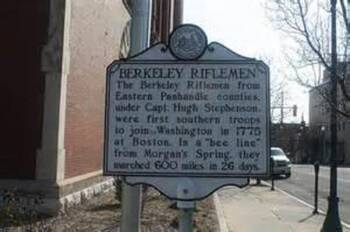 "BERKELEY RIFLEMEN"
The Berkeley Riflemen from
Eastern Panhandle counties,
under Capt. Hugh Stephenson,
were first southern troops
to join Washington in 1775
at Boston. In a "bee line"
from Morgan's Spring, they
marched 600 miles in 26 days.